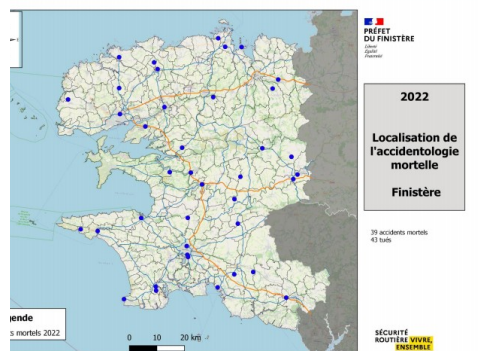 PRÉFET
DU FINISTÈRE
Liberté
Égalité
Fraternité
2022
Localisation de
l'accidentologie
mortelle
Finistère
39 accidents mortels
43 tués
ende
s mortels 2022
0 10 20 km
SÉCURITÉ
ROUTIÈRE VIVRE,
ENSEMBLE